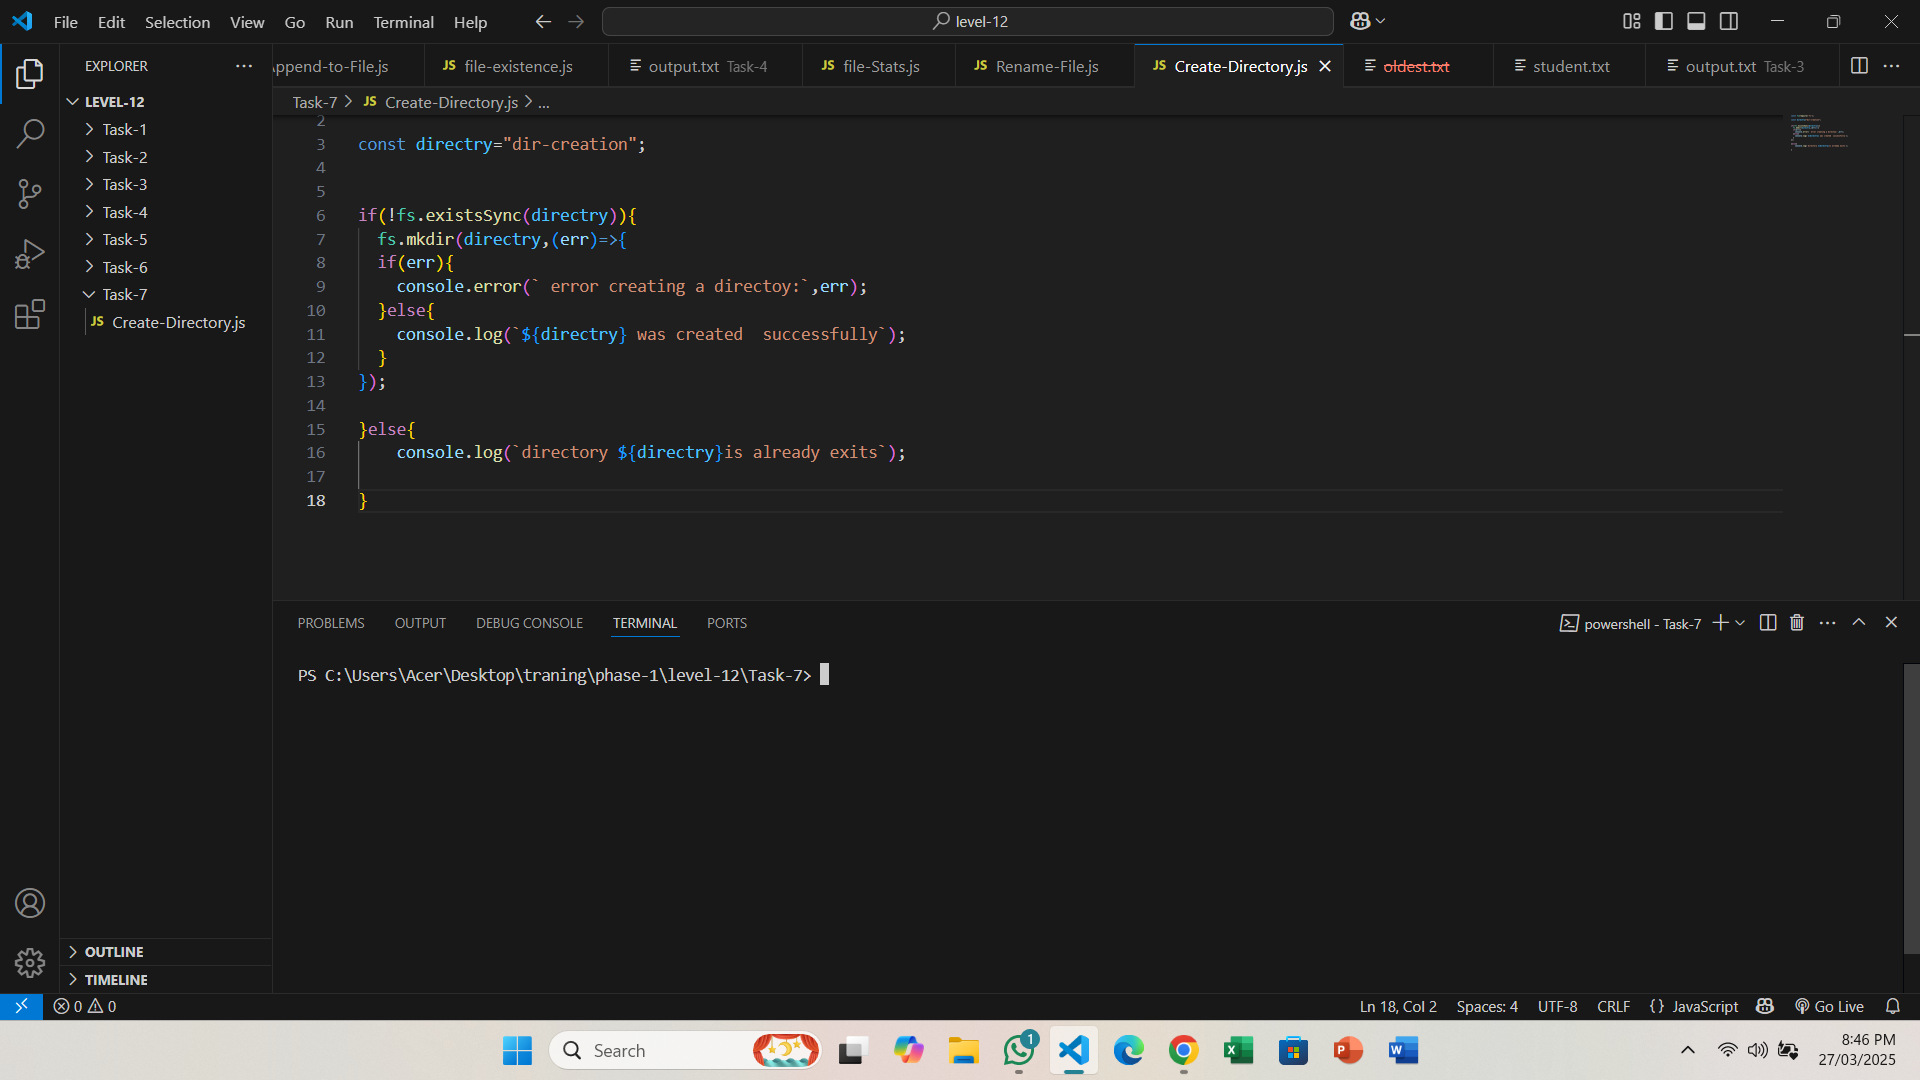 File Edit Selection View Go Run Terminal Help
level-12
EXPLORER
ppend-to-File.js
JS file-existence.js
output.txt Task-4
JS file-Stats.js
JS Rename-File.js
JS Create-Directory.js
oldest.txt
student.txt
output.txt Task-3
Task-7 > JS Create-Directory.js > ...
LEVEL-12
Task-1
Task-2
Task-3
Task-4
Task-5
Task-6
Task-7
JS Create-Directory.js
OUTLINE
TIMELINE
2
3 const directry="dir-creation";
4
5
6 if(!fs.existsSync(directry)){
7 fs.mkdir(directry,(err)=>{
8 if(err){
9 console.error(` error creating a directoy:`,err);
10 }else{
11 console.log(`${directry} was created  successfully`);
12 }
13 });
14
15 }else{
16 console.log(`directory ${directry}is already exits`);
17
18 }
PROBLEMS OUTPUT DEBUG CONSOLE TERMINAL PORTS
powershell - Task-7
PS C:\Users\Acer\Desktop\traning\phase-1\level-12\Task-7>
0 0
Ln 18, Col 2 Spaces: 4 UTF-8 CRLF {} JavaScript Go Live
Search
1
8:46 PM
27/03/2025